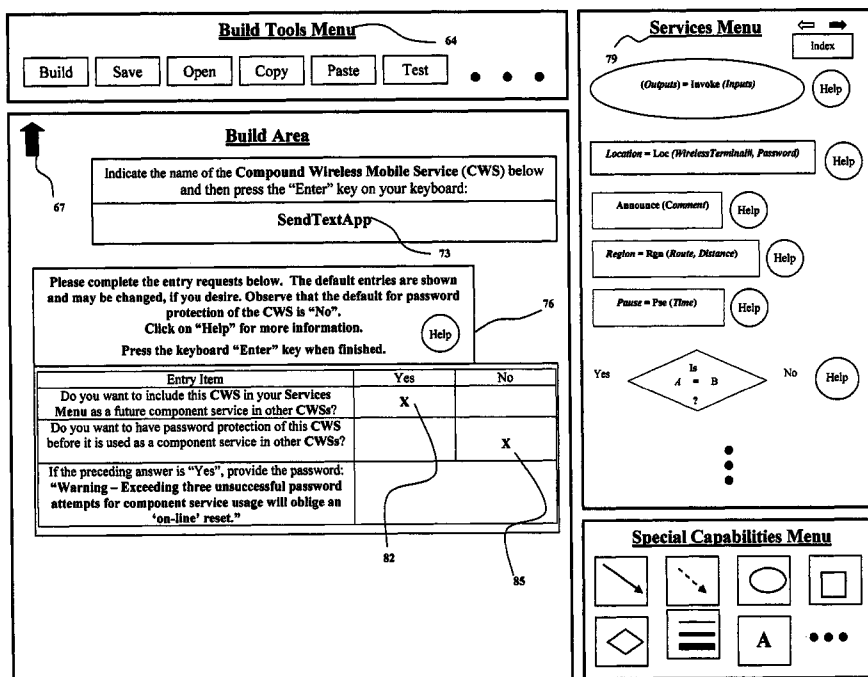 Build Tools Menu
64
Build Save Open Copy Paste Test
Build Area
67
Indicate the name of the Compound Wireless Mobile Service (CWS) below
and then press the “Enter” key on your keyboard:
SendTextApp
73
Please complete the entry requests below. The default entries are shown
and may be changed, if you desire. Observe that the default for password
protection of the CWS is “No”.
Click on “Help” for more information.
Press the keyboard “Enter” key when finished.
Help
76
Entry Item Yes No
Do you want to include this CWS in your Services
Menu as a future component service in other CWSs?
X
Do you want to have password protection of this CWS
before it is used as a component service in other CWSs?
X
If the preceding answer is “Yes”, provide the password:
“Warning – Exceeding three unsuccessful password
attempts for component service usage will oblige an
‘on-line’ reset.”
82
85
Services Menu
79
Index
(Outputs) = Invoke (Inputs)
Help
Location = Loc (WirelessTerminal#, Password)
Help
Announce (Comment)
Help
Region = Rgn (Route, Distance)
Help
Pause = Pse (Time)
Help
Yes
Is
A = B
?
No
Help
Special Capabilities Menu
A